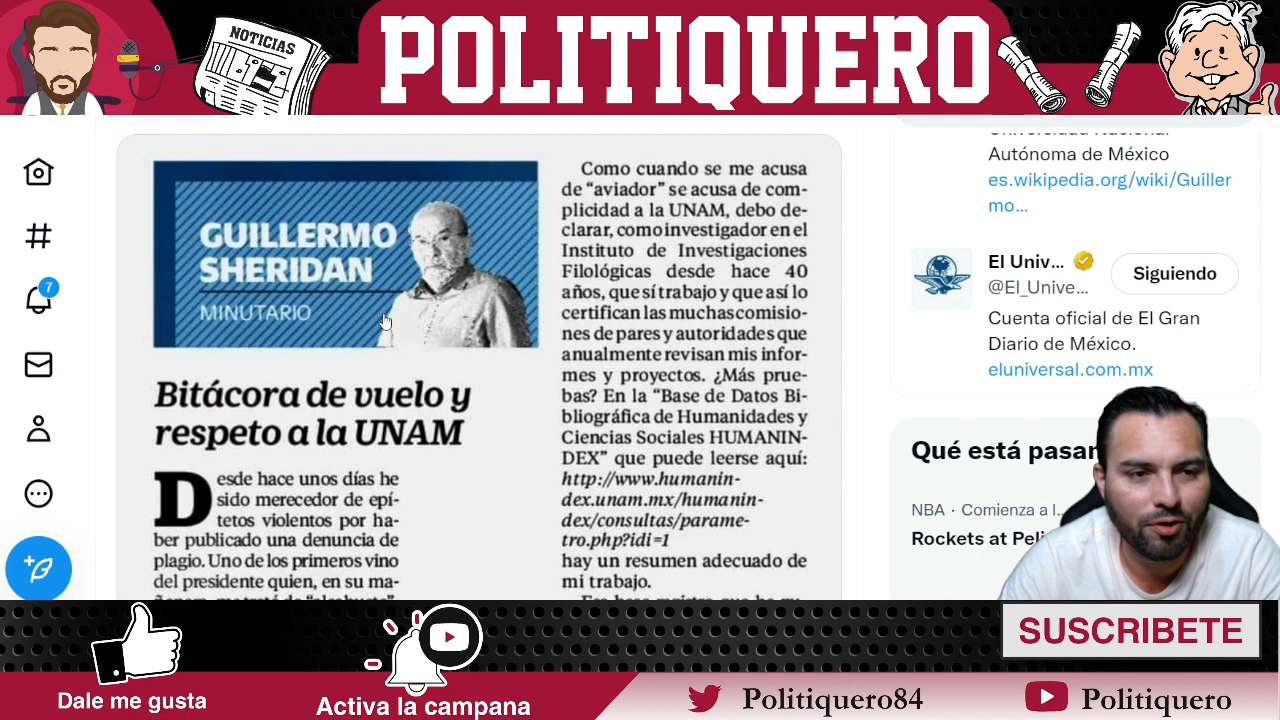 NOTICIAS
POLITIQUERO
GUILLERMO
SHERIDAN
MINUTARIO
Bitácora de vuelo y
respeto a la UNAM
Desde hace unos días he
sido merecedor de epí-
tetos violentos por ha-
ber publicado una denuncia de
plagio. Uno de los primeros vino
del presidente quien, en su ma-
Como cuando se me acusa
de “aviador” se acusa de com-
plicidad a la UNAM, debo de-
clarar, como investigador en el
Instituto de Investigaciones
Filológicas desde hace 40
años, que sí trabajo y que así lo
certifican las muchas comisio-
nes de pares y autoridades que
anualmente revisan mis infor-
mes y proyectos. ¿Más prue-
bas? En la “Base de Datos Bi-
bliográfica de Humanidades y
Ciencias Sociales HUMANIN-
DEX” que puede leerse aquí:
http://www.humanin-
dex.unam.mx/humanin-
dex/consultas/parame-
tro.php?idi=1
hay un resumen adecuado de
mi trabajo.
Universidad Nacional
Autónoma de México
es.wikipedia.org/wiki/Guiller
mo...
El Univ...
@El_Unive...
Siguiendo
Cuenta oficial de El Gran
Diario de México.
eluniversal.com.mx
Qué está pasan
NBA · Comienza a l...
Rockets at Peli
7
SUSCRIBETE
Dale me gusta
Activa la campana
Politiquero84
Politiquero